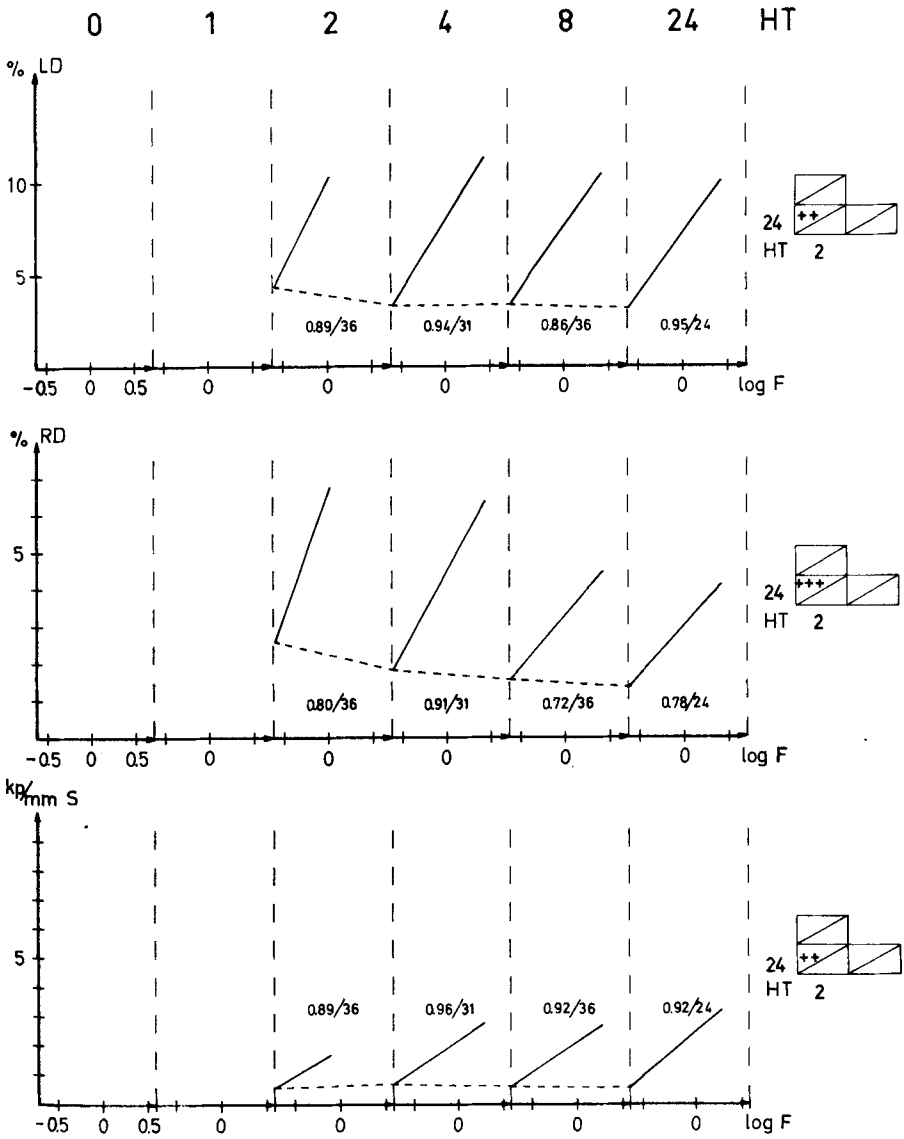 0 1 2 4 8 24 HT
% LD
10
5
24 ++
HT 2
0.89/36 0.94/31 0.86/36 0.95/24
-0.5 0 0.5 0 0 0 0 0 log F
% RD
5
24 +++
HT 2
0.80/36 0.91/31 0.72/36 0.78/24
-0.5 0 0.5 0 0 0 0 0 log F
kp/mm S
5
24 ++
HT 2
0.89/36 0.96/31 0.92/36 0.92/24
-0.5 0 0.5 0 0 0 0 0 log F